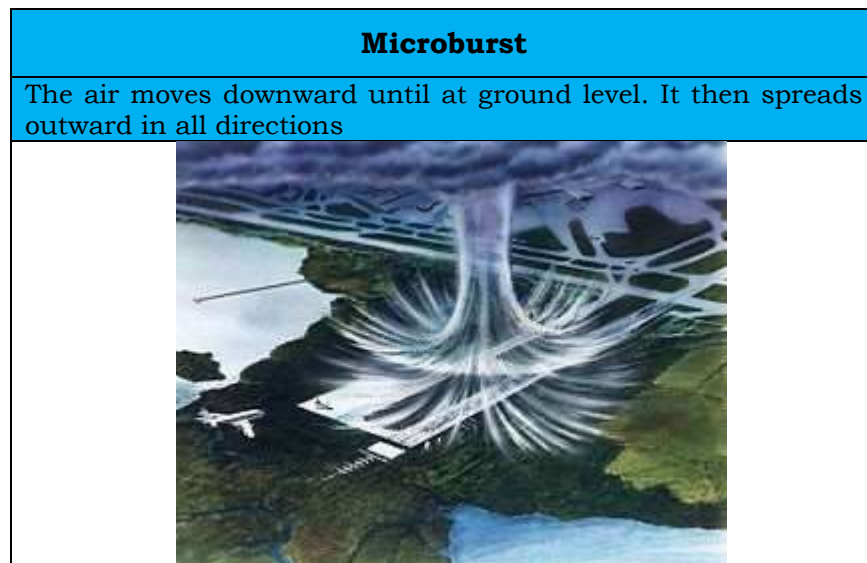 Microburst
The air moves downward until at ground level. It then spreads
outward in all directions